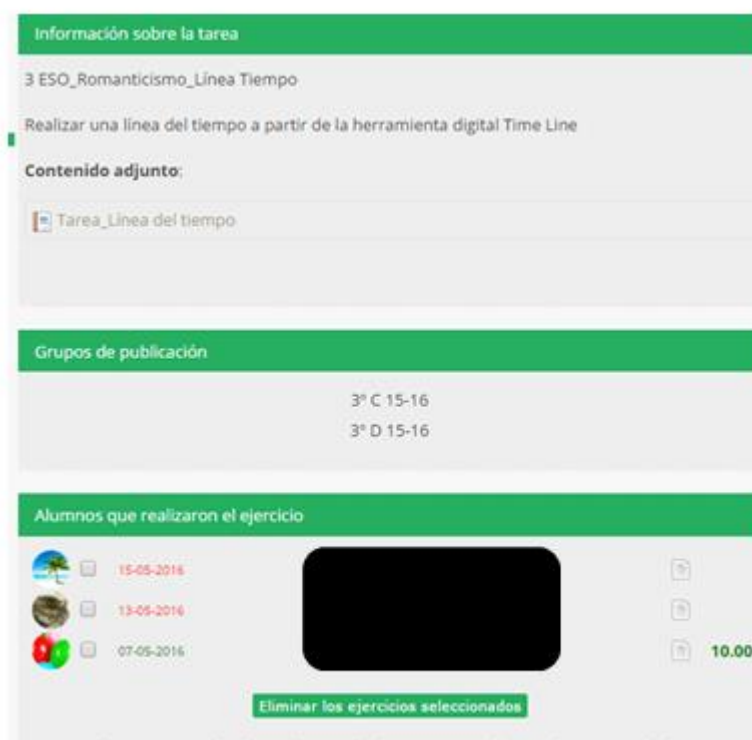 Información sobre la tarea
3 ESO_Romanticismo_Línea Tiempo
Realizar una línea del tiempo a partir de la herramienta digital Time Line
Contenido adjunto:
Tarea_Línea del tiempo
Grupos de publicación
3º C 15-16
3º D 15-16
Alumnos que realizaron el ejercicio
15-05-2016
13-05-2016
07-05-2016 10.00
Eliminar los ejercicios seleccionados